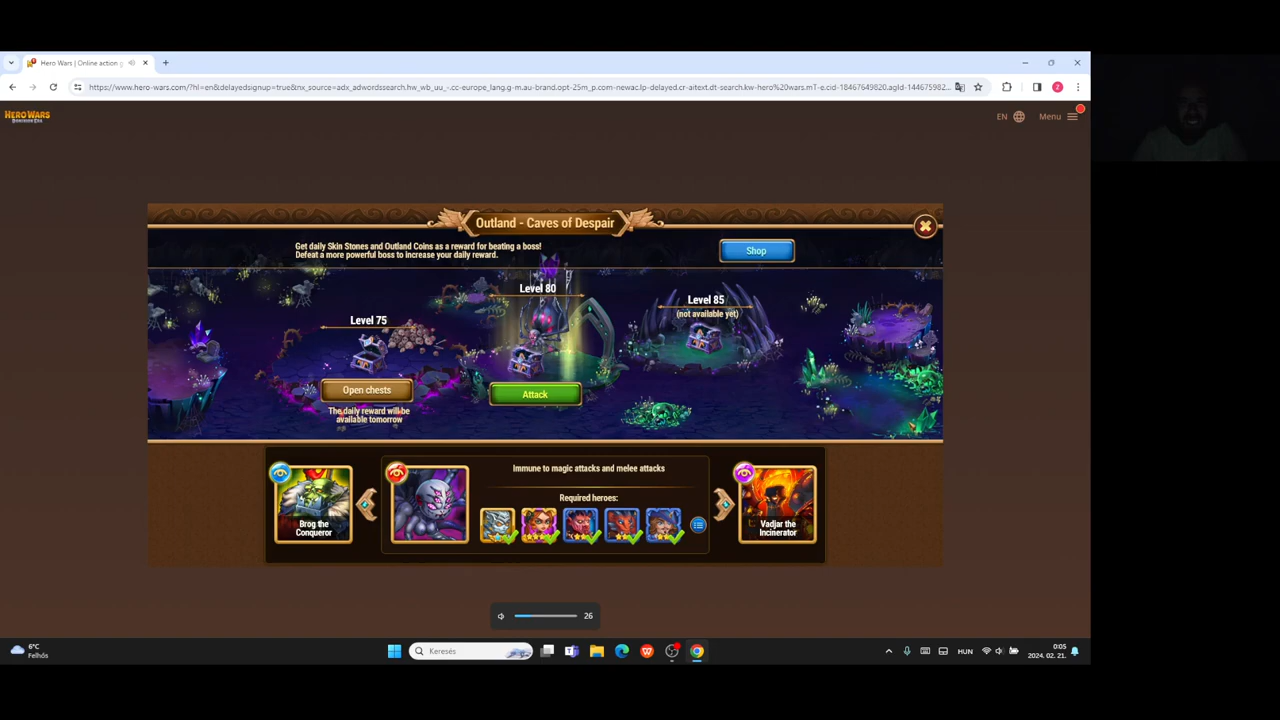 Hero Wars | Online action g
https://www.hero-wars.com/?hl=en&delayedsignup=true&nx_source=adx_adwordssearch.hw_wb_uu_-.cc-europe_lang.g-m.au-brand.opt-25m_p.com-newac.lp-delayed.cr-aitext.dt-search.kw-hero%20wars.mT-e.cid-18467649820.agId-144675982...
HERO WARS
DOMINION ERA
EN
Menu
Outland - Caves of Despair
Get daily Skin Stones and Outland Coins as a reward for beating a boss!
Defeat a more powerful boss to increase your daily reward.
Shop
Level 80
Level 85
(not available yet)
Level 75
Open chests
Attack
The daily reward will be
available tomorrow
Immune to magic attacks and melee attacks
Required heroes:
Brog the
Conqueror
Vadjar the
Incinerator
26
6°C
Felhős
Keresés
HUN
0:05
2024. 02. 21.